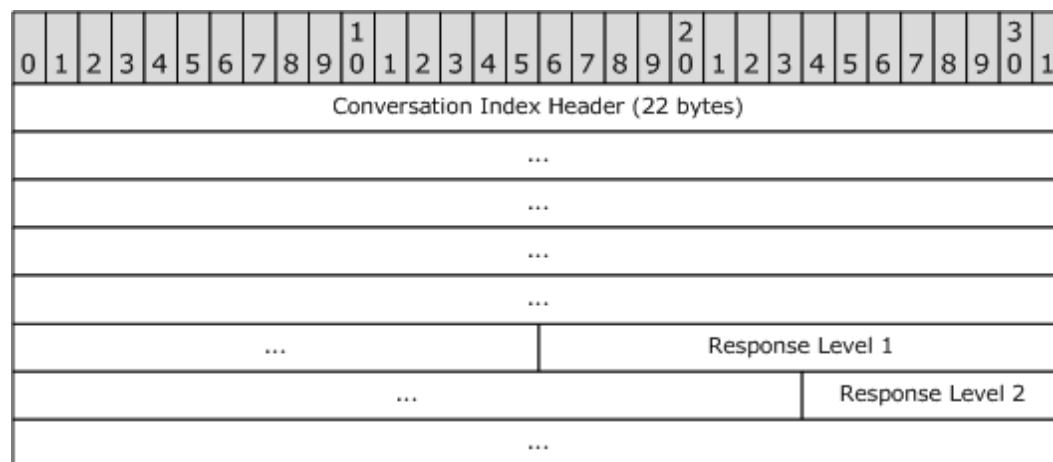 1 2 3
0 1 2 3 4 5 6 7 8 9 0 1 2 3 4 5 6 7 8 9 0 1 2 3 4 5 6 7 8 9 0 1
Conversation Index Header (22 bytes)
...
...
...
...
... Response Level 1
... Response Level 2
...